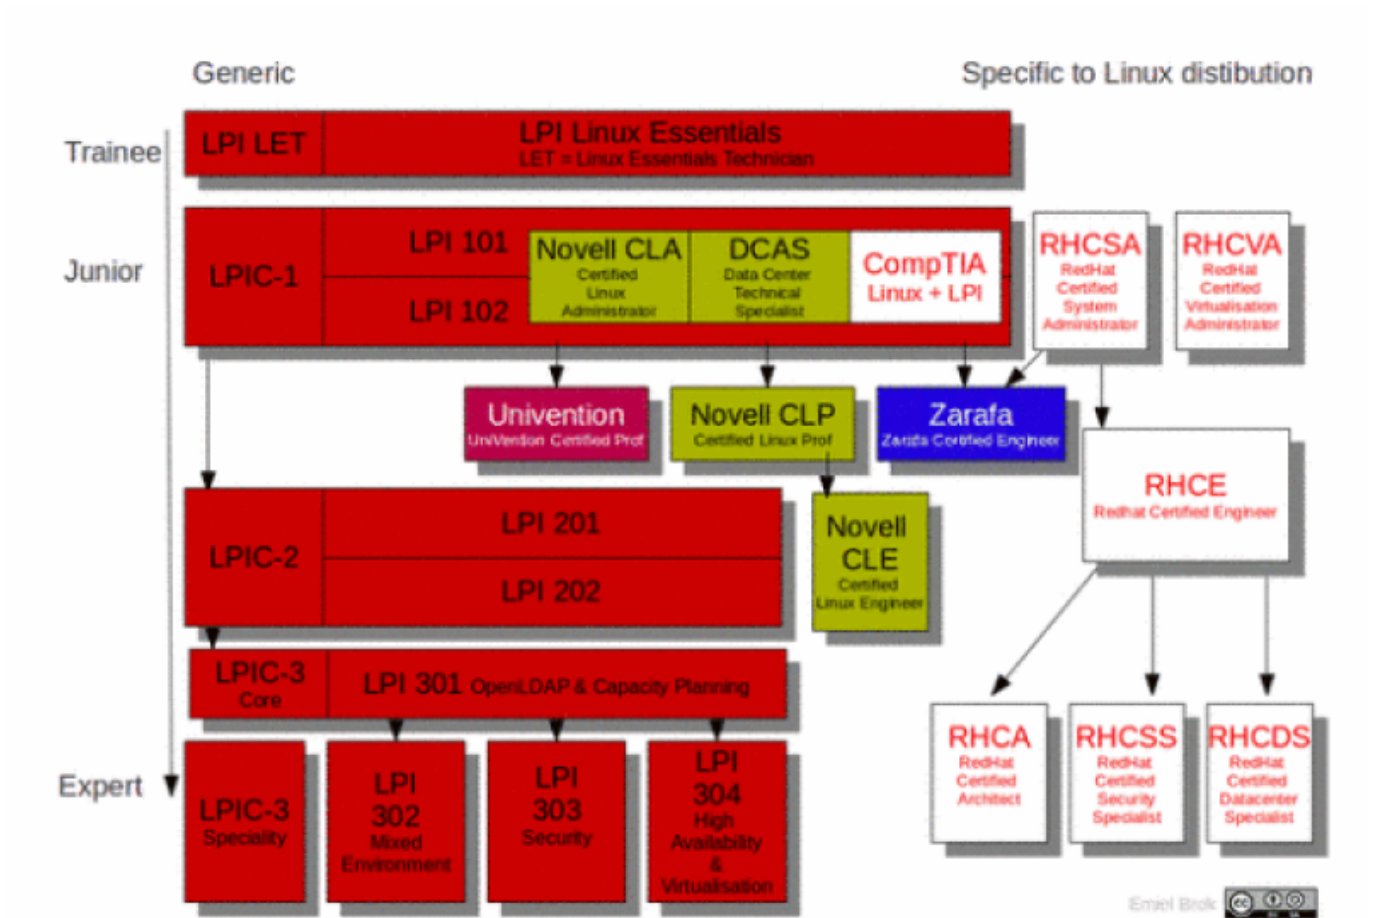 Generic
Specific to Linux distibution
Trainee
LPI LET
LPI Linux Essentials
LET = Linux Essentials Technician
Junior
LPIC-1
LPI 101
LPI 102
Novell CLA
Certified
Linux
Administrator
DCAS
Data Center
Technical
Specialist
CompTIA
Linux + LPI
RHCSA
RedHat
Certified
System
Administrator
RHCVA
RedHat
Certified
Virtualisation
Administrator
Univention
UniVention Certified Prof
Novell CLP
Certified Linux Prof
Zarafa
Zarafa Certified Engineer
RHCE
Redhat Certified Engineer
LPIC-2
LPI 201
LPI 202
Novell
CLE
Certified
Linux Engineer
LPIC-3
Core
LPI 301 OpenLDAP & Capacity Planning
Expert
LPIC-3
Speciality
LPI
302
Mixed
Environment
LPI
303
Security
LPI
304
High
Availability
&
Virtualisation
RHCA
RedHat
Certified
Architect
RHCSS
RedHat
Certified
Security
Specialist
RHCDS
RedHat
Certified
Datacenter
Specialist
Emiel Brok
cc